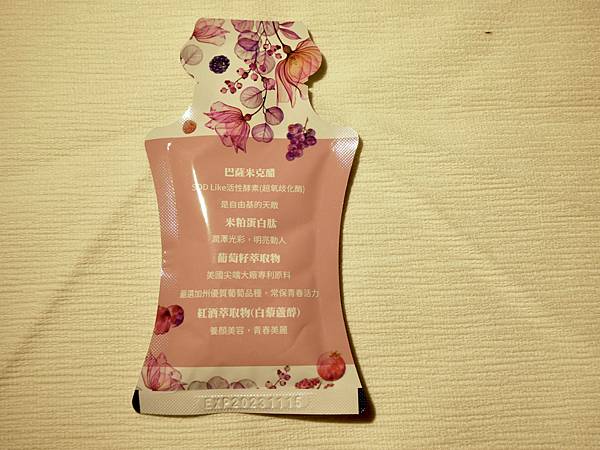 巴薩米克醋
SOD Like活性酵素(超氧歧化酶)
是自由基的天敵
米粕蛋白肽
潤澤光彩，明亮動人
葡萄籽萃取物
美國尖端大廠專利原料
嚴選加州優質葡萄品種，常保青春活力
紅酒萃取物(白藜蘆醇)
養顏美容，青春美麗
EXP20231115